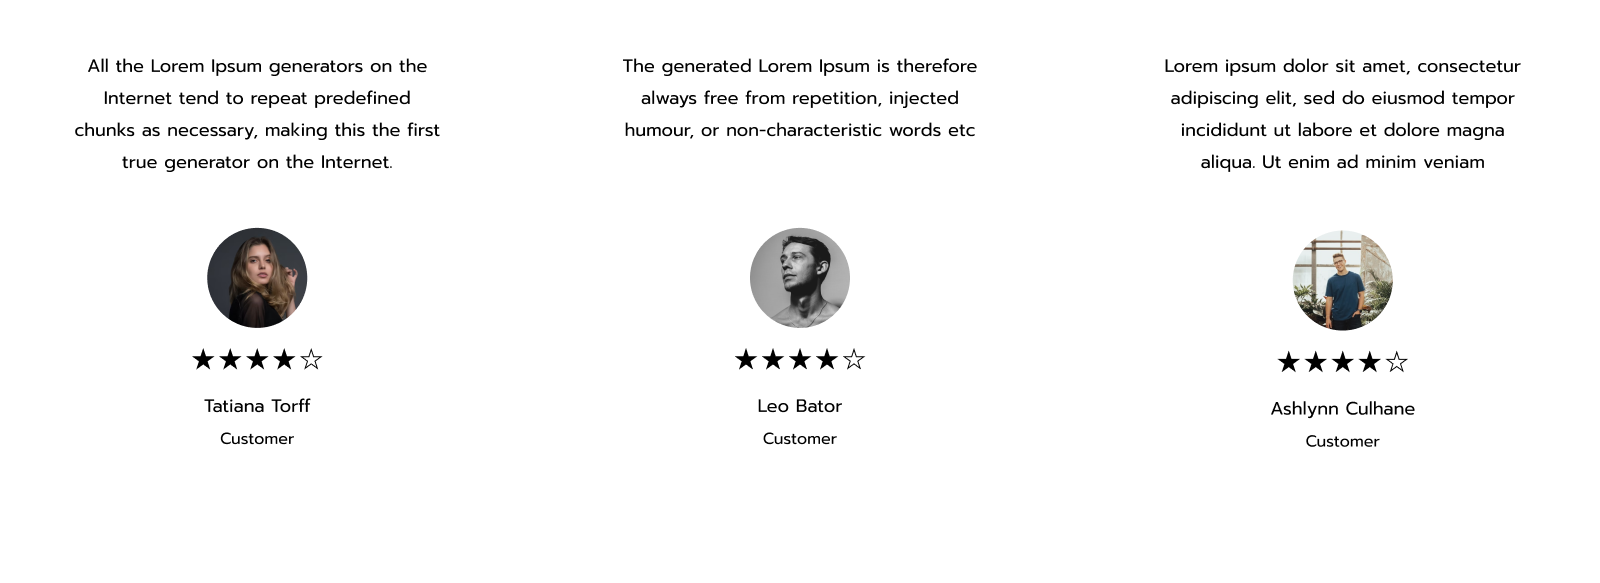 All the Lorem Ipsum generators on the
Internet tend to repeat predefined
chunks as necessary, making this the first
true generator on the Internet.
★★★★☆
Tatiana Torff
Customer
The generated Lorem Ipsum is therefore
always free from repetition, injected
humour, or non-characteristic words etc
★★★★☆
Leo Bator
Customer
Lorem ipsum dolor sit amet, consectetur
adipiscing elit, sed do eiusmod tempor
incididunt ut labore et dolore magna
aliqua. Ut enim ad minim veniam
★★★★☆
Ashlynn Culhane
Customer